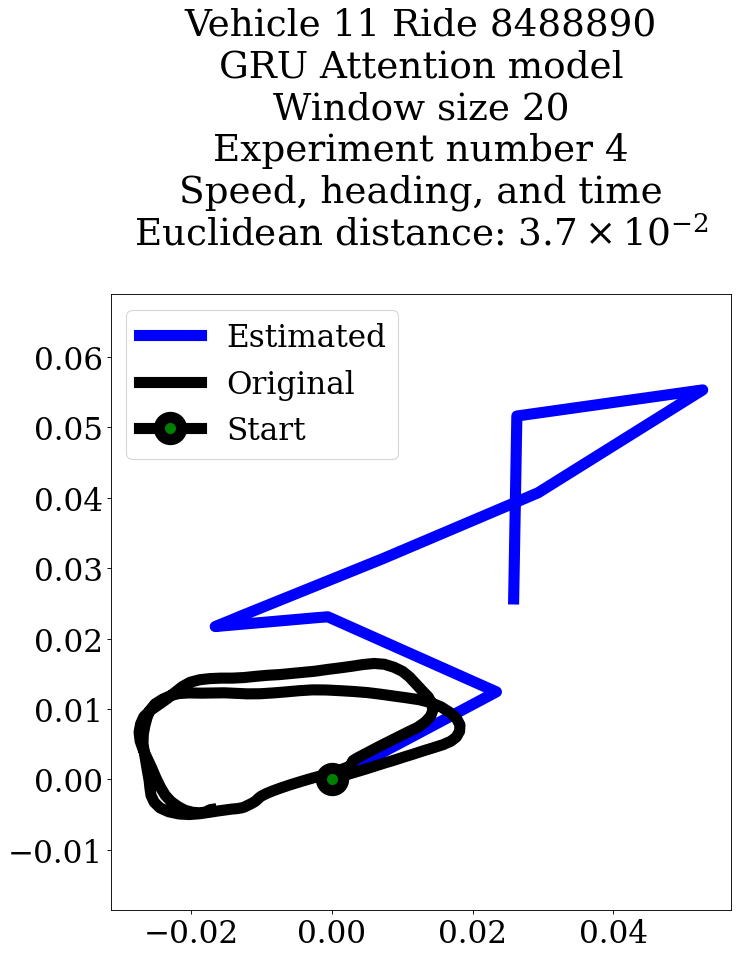 Vehicle 11 Ride 8488890
GRU Attention model
Window size 20
Experiment number 4
Speed, heading, and time
Euclidean distance: 3.7 × 10⁻²
Estimated
Original
Start
0.06
0.05
0.04
0.03
0.02
0.01
0.00
−0.01
−0.02 0.00 0.02 0.04